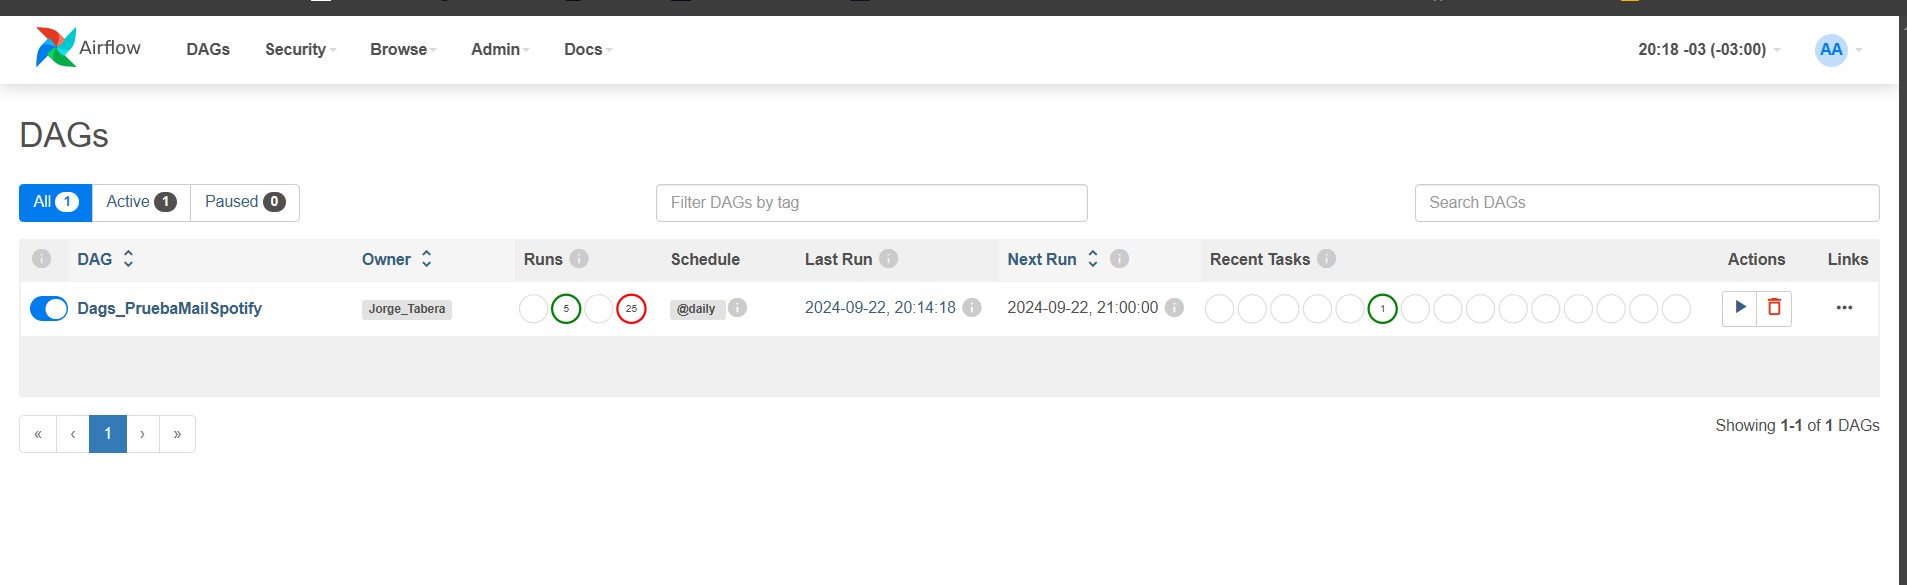 Airflow DAGs Security Browse Admin Docs 20:18 -03 (-03:00) AA
DAGs
All 1 Active 1 Paused 0 Filter DAGs by tag Search DAGs
i DAG Owner Runs i Schedule Last Run i Next Run i Recent Tasks i Actions Links
Dags_PruebaMailSpotify Jorge_Tabera 5 25 @daily i 2024-09-22, 20:14:18 i 2024-09-22, 21:00:00 i 1 ...
« ‹ 1 › » Showing 1-1 of 1 DAGs